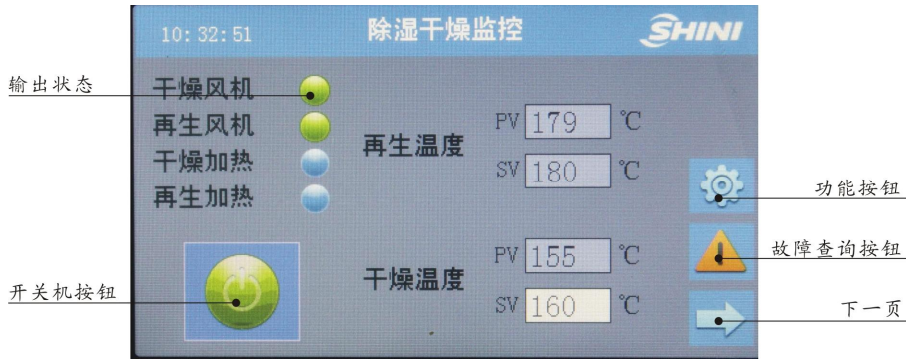 10:32:51
除湿干燥监控
SHINI
输出状态
干燥风机
再生风机
干燥加热
再生加热
再生温度
PV 179 ℃
SV 180 ℃
功能按钮
故障查询按钮
开关机按钮
干燥温度
PV 155 ℃
SV 160 ℃
下一页